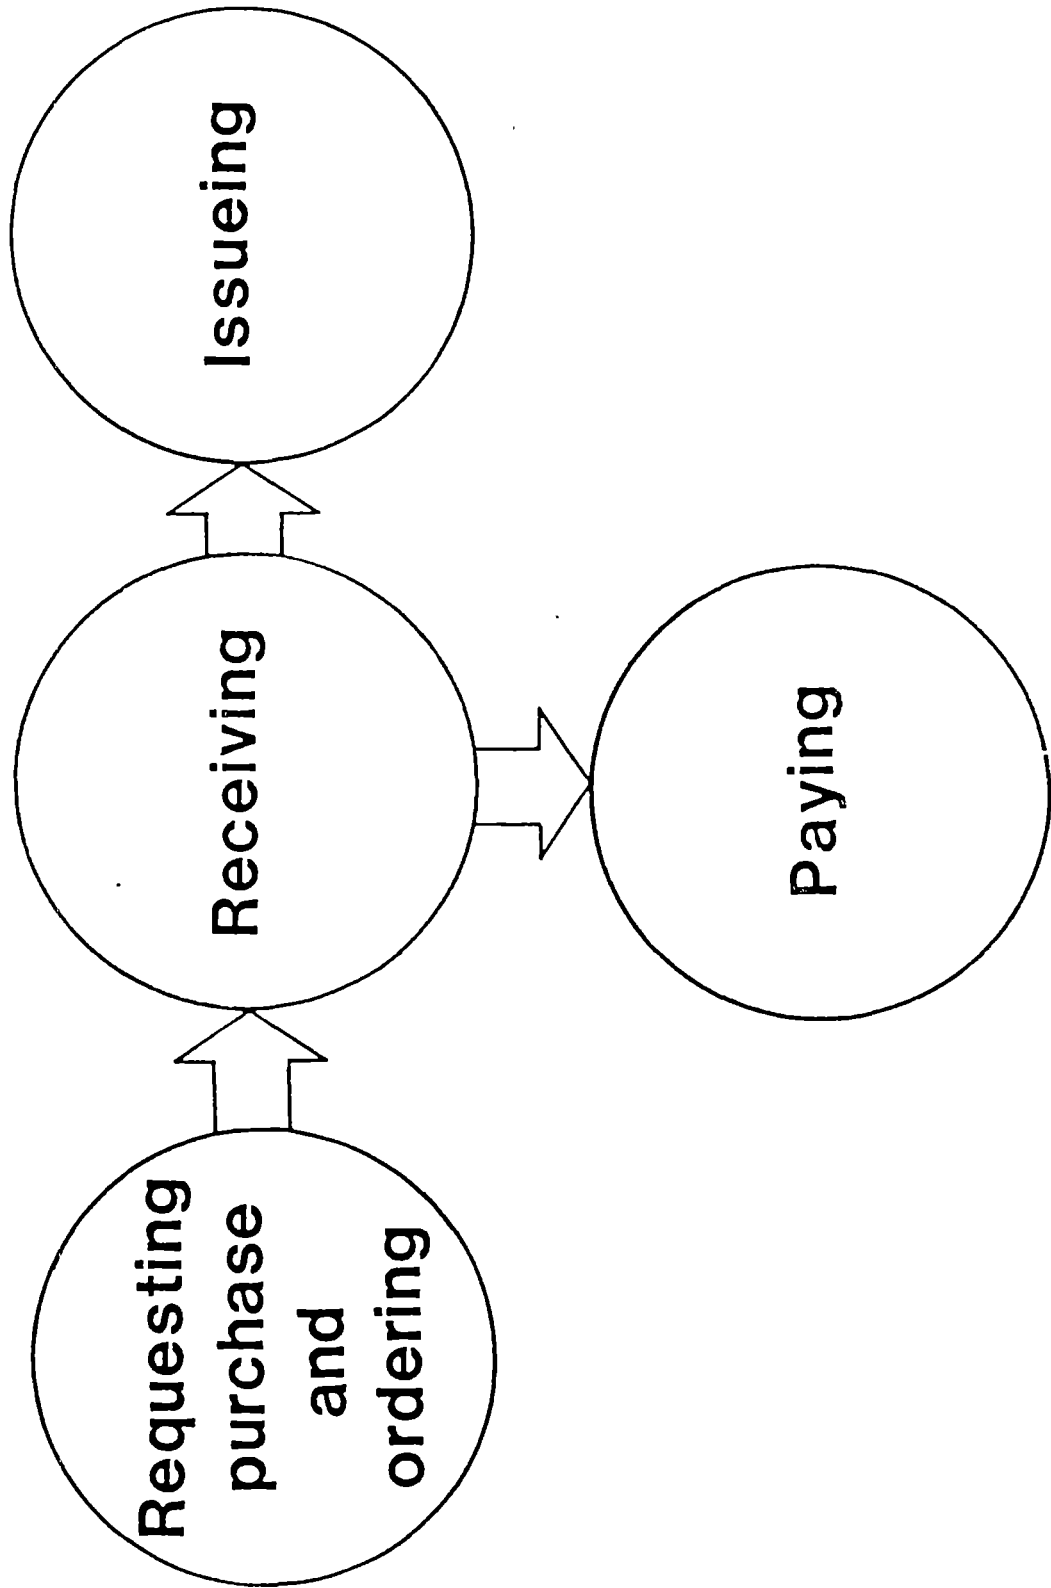 Requesting
purchase
and
ordering
Receiving
Issueing
Paying